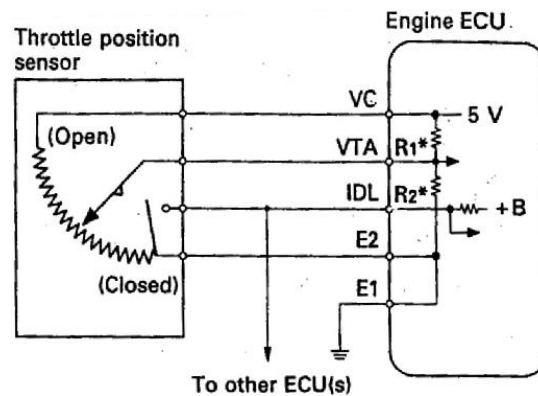 Engine ECU
Throttle position
sensor
VC
5 V
(Open)
VTA
R1*
IDL
R2*
+B
E2
(Closed)
E1
To other ECU(s)